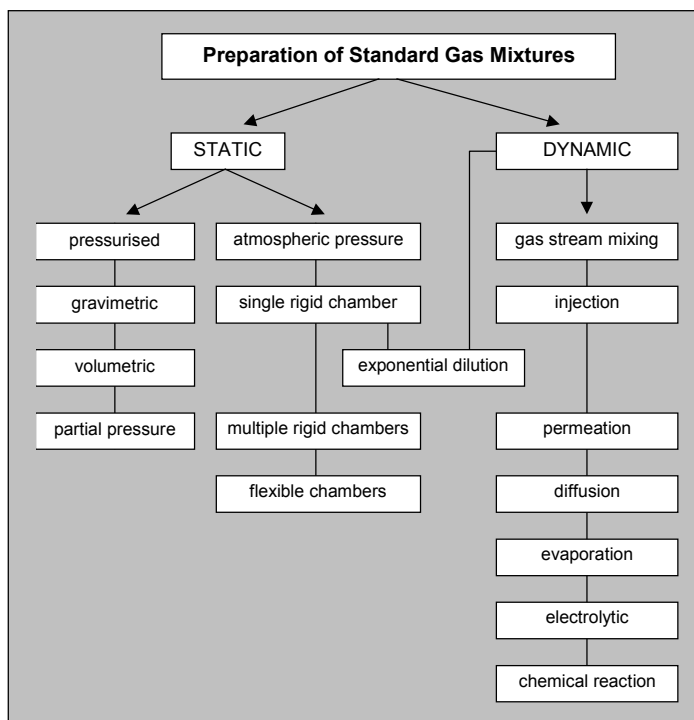 Preparation of Standard Gas Mixtures
STATIC
DYNAMIC
pressurised
atmospheric pressure
gas stream mixing
gravimetric
single rigid chamber
injection
volumetric
exponential dilution
partial pressure
multiple rigid chambers
permeation
flexible chambers
diffusion
evaporation
electrolytic
chemical reaction